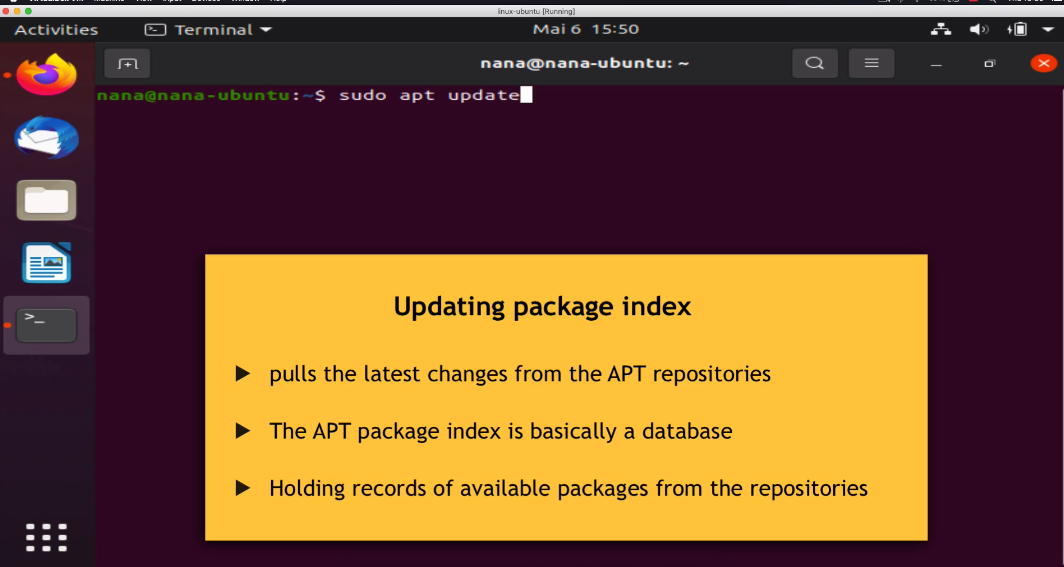 linux-ubuntu [Running]
Activities
Terminal
Mai 6 15:50
nana@nana-ubuntu: ~
nana@nana-ubuntu:~$ sudo apt update
>_
Updating package index
▶ pulls the latest changes from the APT repositories
▶ The APT package index is basically a database
▶ Holding records of available packages from the repositories